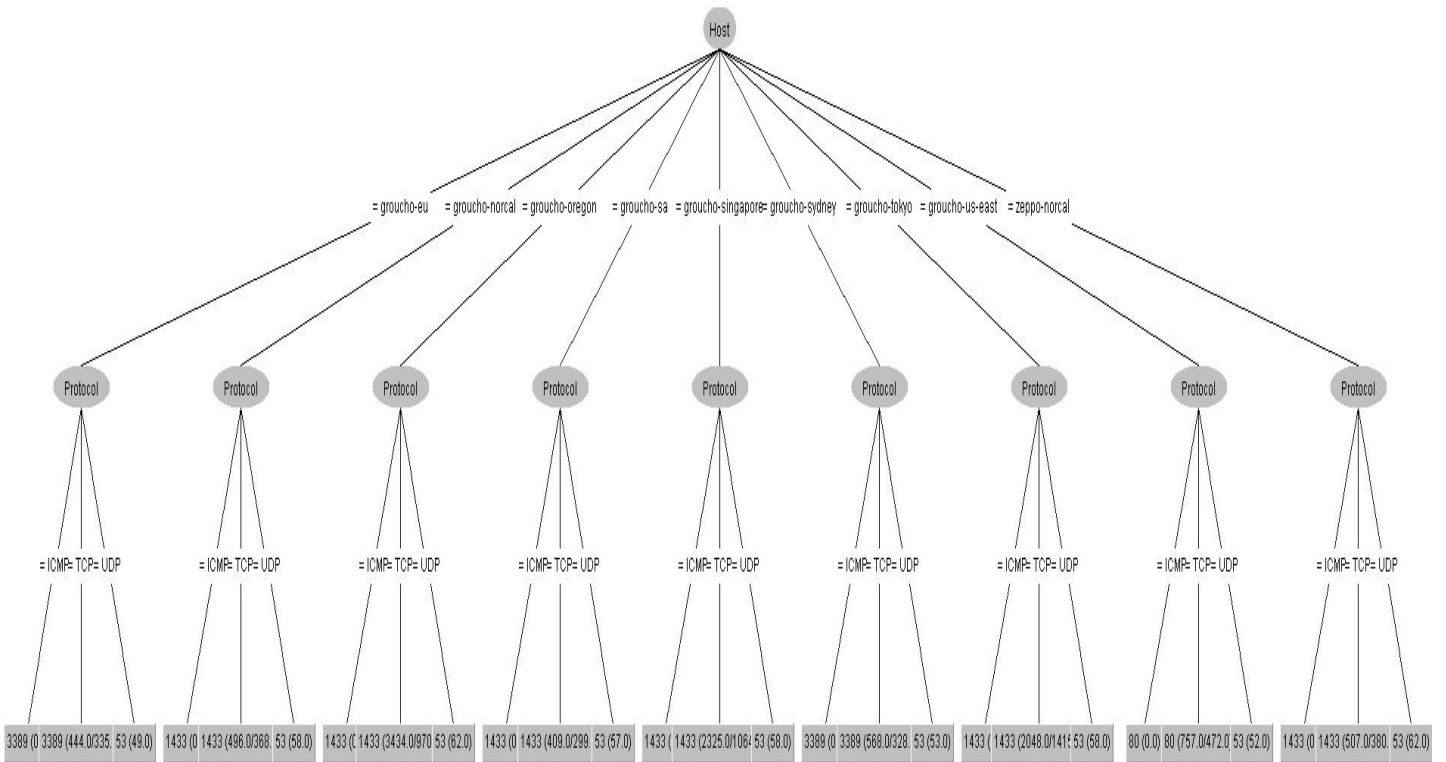 Host
= groucho-eu = groucho-norcal = groucho-oregon = groucho-sa = groucho-singapore= groucho-sydney = groucho-tokyo = groucho-us-east = zeppo-norcal
Protocol Protocol Protocol Protocol Protocol Protocol Protocol Protocol Protocol
= ICMP= TCP= UDP = ICMP= TCP= UDP = ICMP= TCP= UDP = ICMP= TCP= UDP = ICMP= TCP= UDP = ICMP= TCP= UDP = ICMP= TCP= UDP = ICMP= TCP= UDP = ICMP= TCP= UDP
3389 (0 3389 (444.0/335. 53 (49.0) 1433 (0 1433 (496.0/368. 53 (58.0) 1433 (0 1433 (3434.0/970 53 (62.0) 1433 (0 1433 (409.0/299. 53 (57.0) 1433 ( 1433 (2325.0/1064 53 (58.0) 3389 (0 3389 (568.0/328. 53 (53.0) 1433 ( 1433 (2048.0/1415 53 (58.0) 80 (0.0) 80 (757.0/472.0 53 (52.0) 1433 (0 1433 (507.0/380. 53 (62.0)